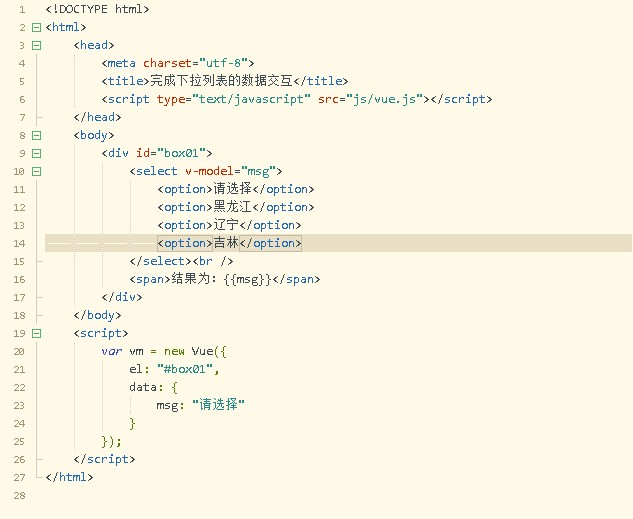 1 <!DOCTYPE html>
2 <html>
3 <head>
4 <meta charset="utf-8">
5 <title>完成下拉列表的数据交互</title>
6 <script type="text/javascript" src="js/vue.js"></script>
7 </head>
8 <body>
9 <div id="box01">
10 <select v-model="msg">
11 <option>请选择</option>
12 <option>黑龙江</option>
13 <option>辽宁</option>
14 <option>吉林</option>
15 </select><br />
16 <span>结果为: {{msg}}</span>
17 </div>
18 </body>
19 <script>
20 var vm = new Vue({
21 el: "#box01",
22 data: {
23 msg: "请选择"
24 }
25 });
26 </script>
27 </html>
28